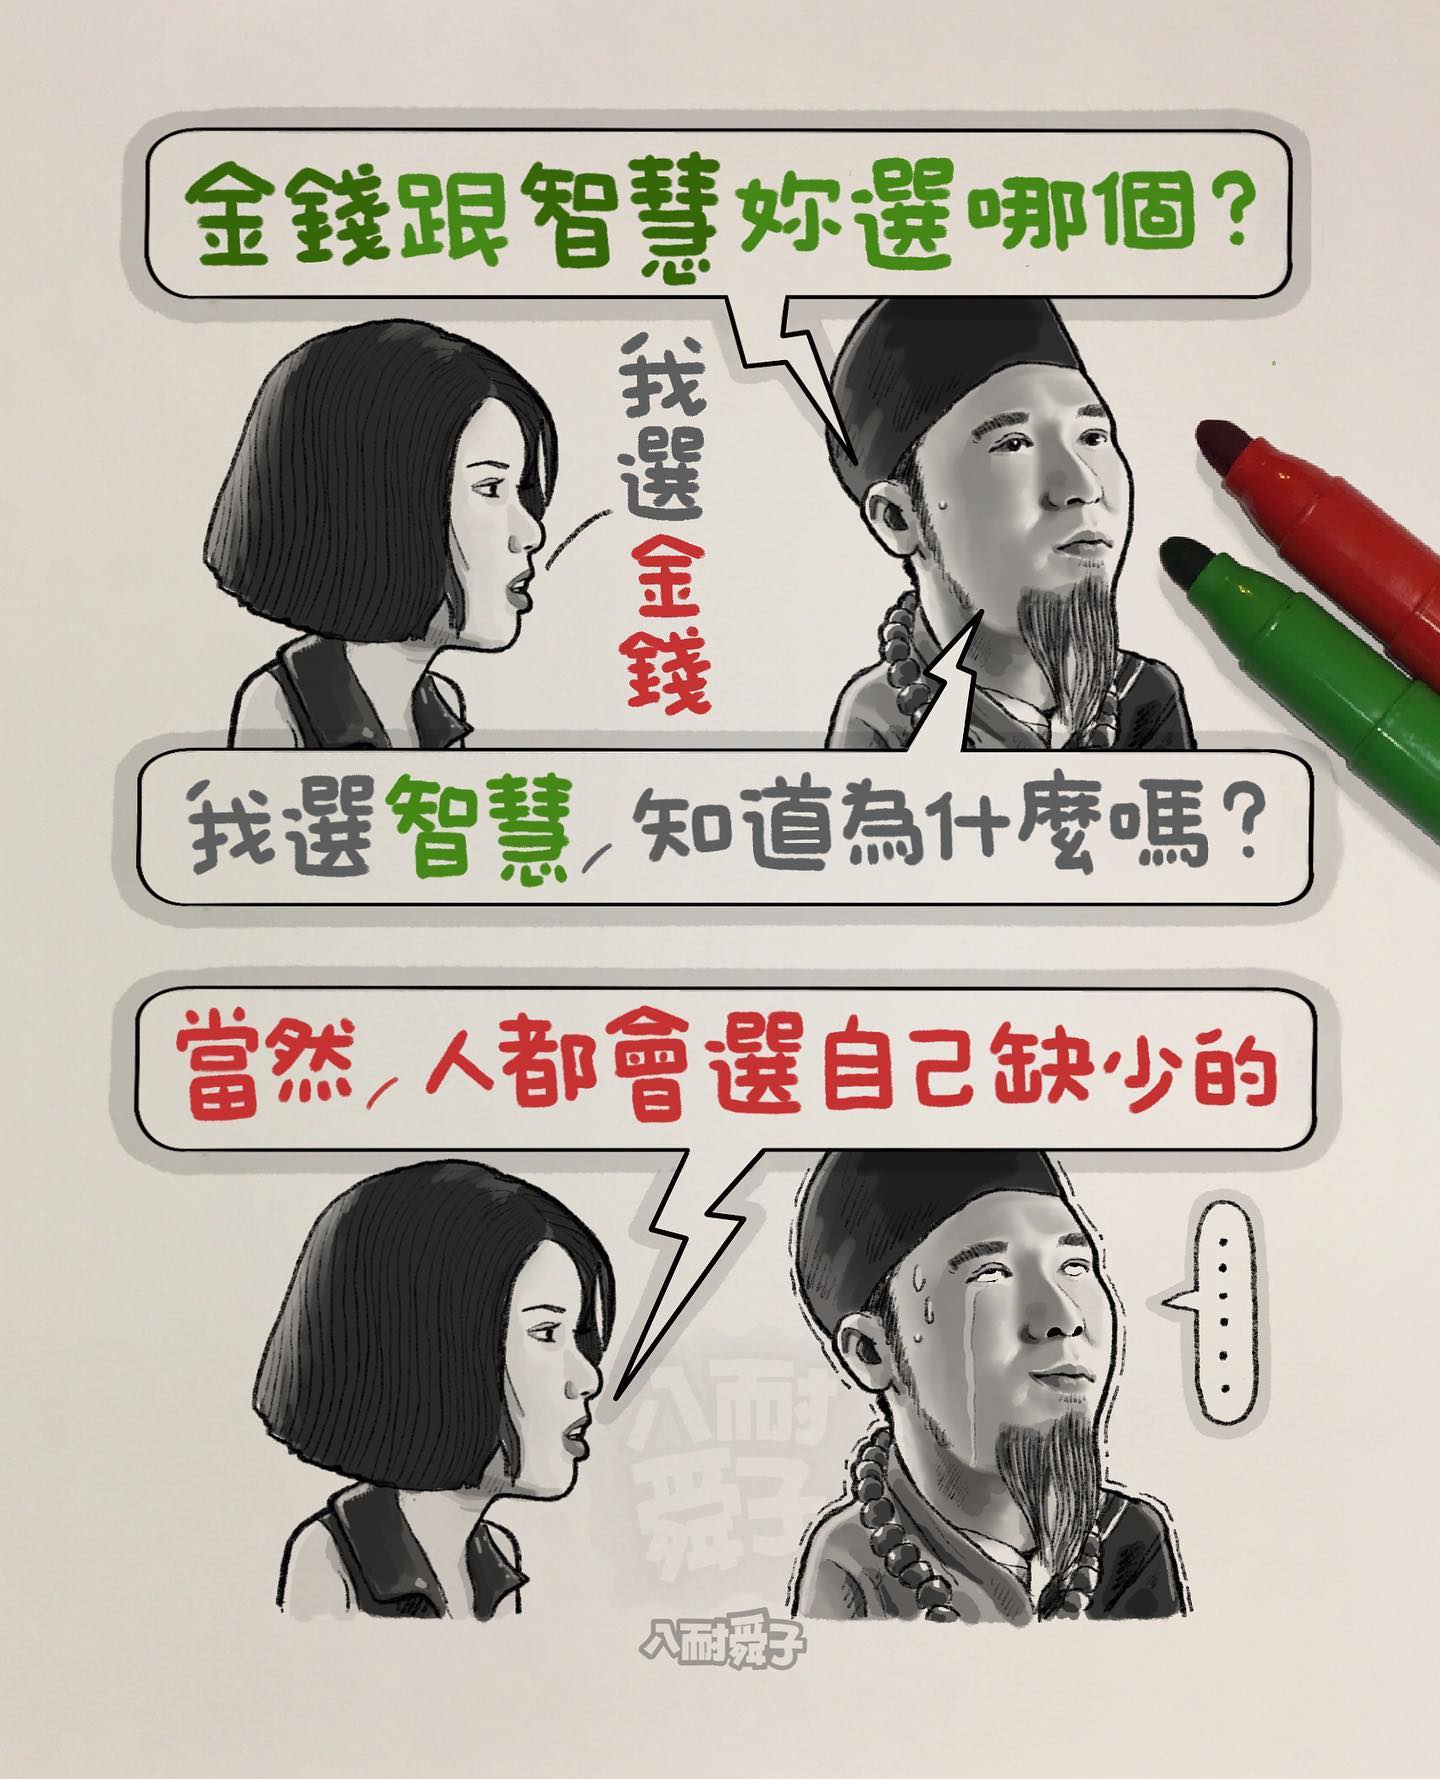 金錢跟智慧妳選哪個?
我選金錢
我選智慧,知道為什麼嗎?
當然,人都會選自己缺少的
......
八耐舜子
八耐舜子